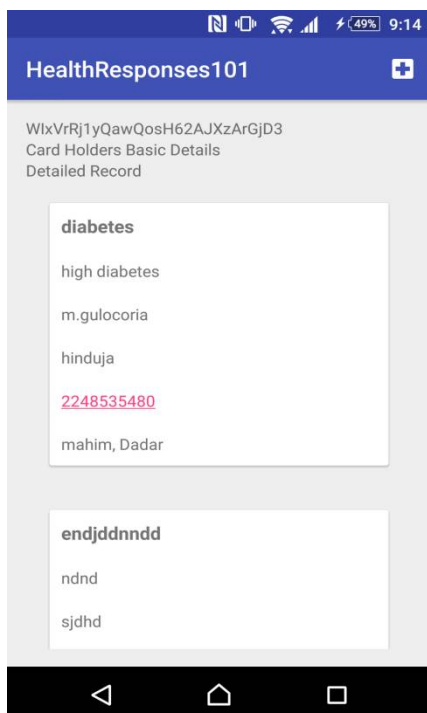 49% 9:14
HealthResponses101
WIxVrRj1yQawQosH62AJXzArGjD3
Card Holders Basic Details
Detailed Record
diabetes
high diabetes
m.gulocoria
hinduja
2248535480
mahim, Dadar
endjddnndd
ndnd
sjdhd